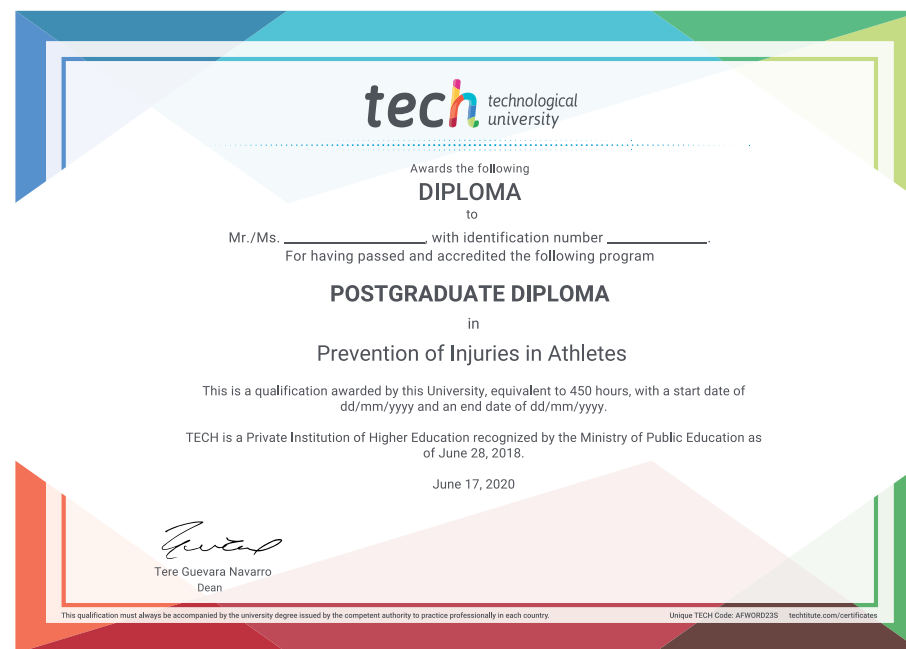 tech technological
university
Awards the following
DIPLOMA
to
Mr./Ms. ____________, with identification number ____________.
For having passed and accredited the following program
POSTGRADUATE DIPLOMA
in
Prevention of Injuries in Athletes
This is a qualification awarded by this University, equivalent to 450 hours, with a start date of
dd/mm/yyyy and an end date of dd/mm/yyyy.
TECH is a Private Institution of Higher Education recognized by the Ministry of Public Education as
of June 28, 2018.
June 17, 2020
Tere Guevara Navarro
Dean
This qualification must always be accompanied by the university degree issued by the competent authority to practice professionally in each country. Unique TECH Code: AFWORD23S techtitute.com/certificates